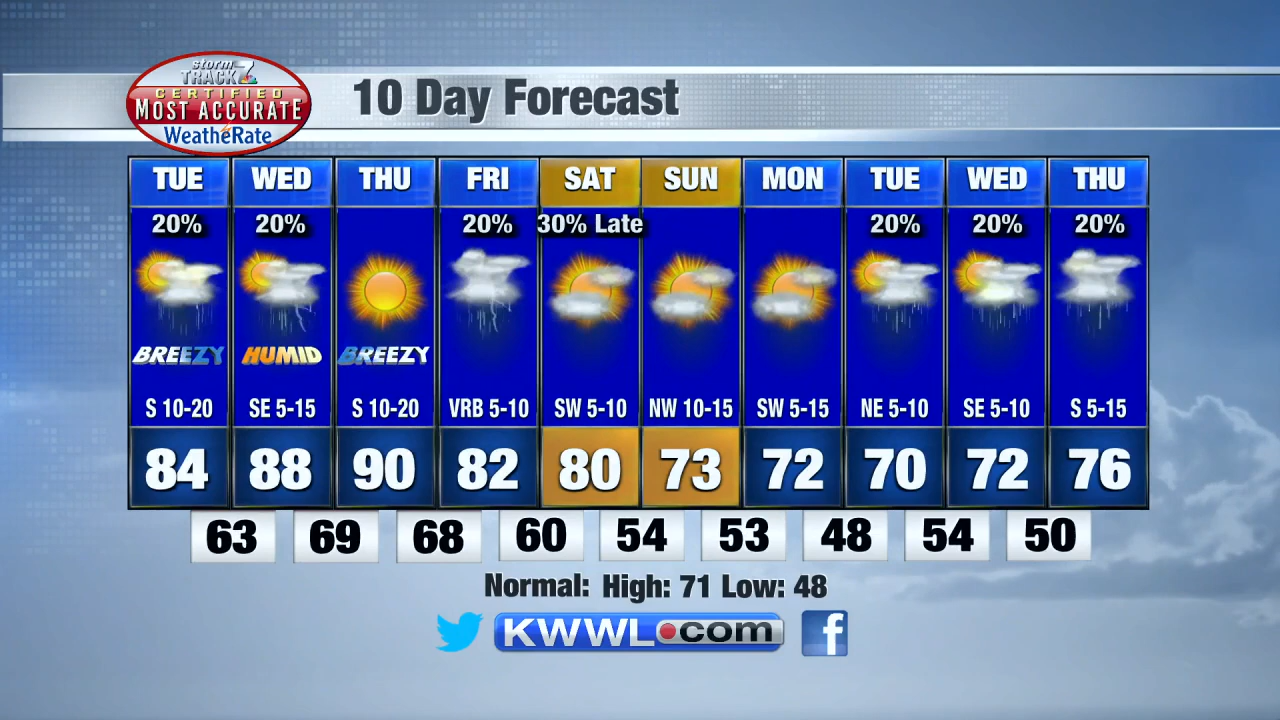 storm
TRACK 7
CERTIFIED
MOST ACCURATE
WeatheRate
10 Day Forecast
TUE WED THU FRI SAT SUN MON TUE WED THU
20% 20% 20% 30% Late 20% 20% 20%
BREEZY HUMID BREEZY
S 10-20 SE 5-15 S 10-20 VRB 5-10 SW 5-10 NW 10-15 SW 5-15 NE 5-10 SE 5-10 S 5-15
84 88 90 82 80 73 72 70 72 76
63 69 68 60 54 53 48 54 50
Normal: High: 71 Low: 48
KWWL.com
f